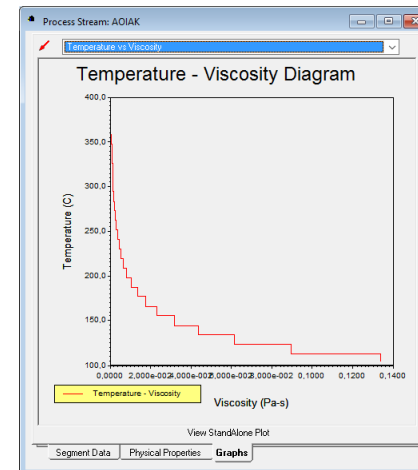 Process Stream: AOIAK
Temperature vs Viscosity
Temperature - Viscosity Diagram
400,0
350,0
300,0
250,0
200,0
150,0
100,0
Temperature (C)
0,0000 2,000e-002 4,000e-002 6,000e-002 8,000e-002 0,1000 0,1200 0,1400
Temperature - Viscosity
Viscosity (Pa-s)
View StandAlone Plot
Segment Data Physical Properties Graphs